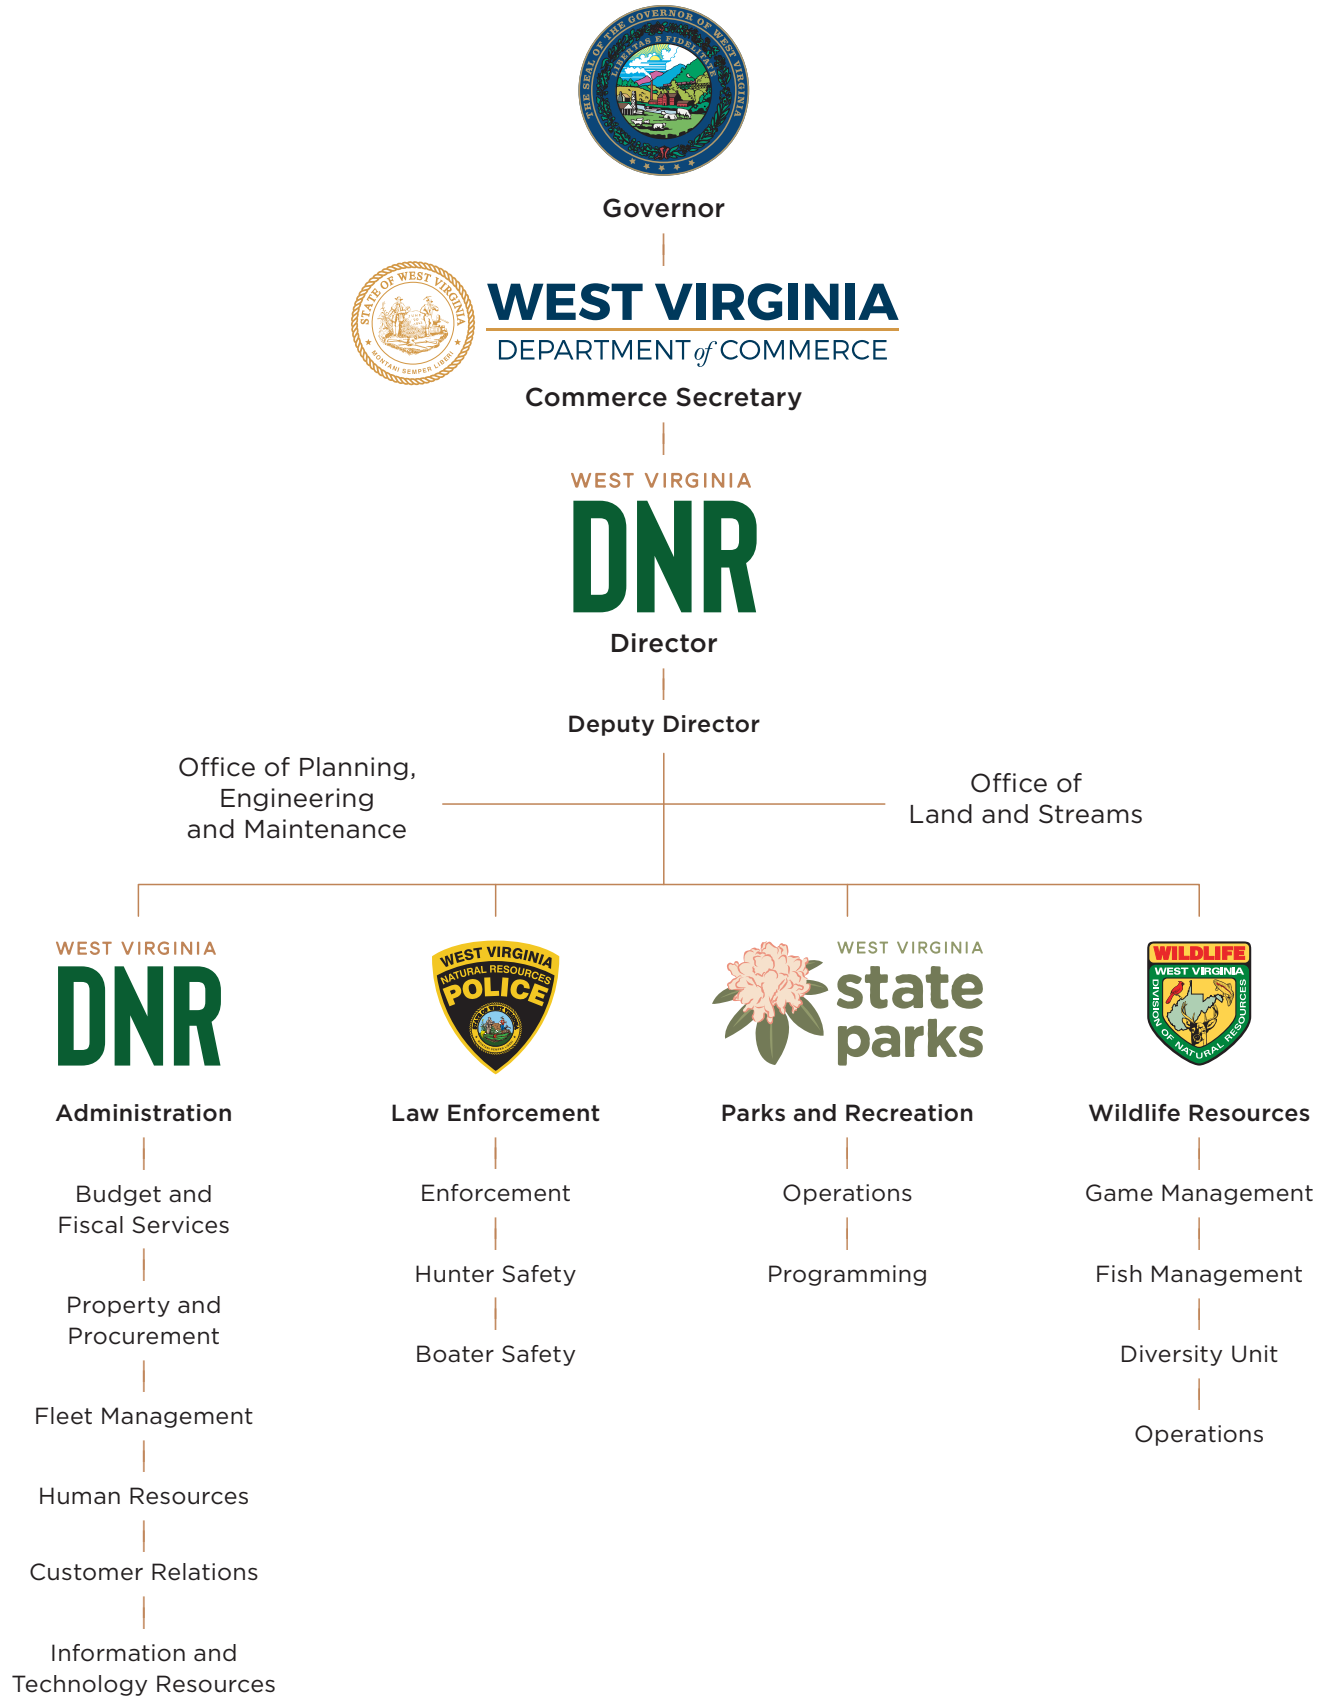 THE SEAL OF THE GOVERNOR OF WEST VIRGINIA
LIBERTAS E FIDELITATE
Governor
STATE OF WEST VIRGINIA
MONTANI SEMPER LIBERI
WEST VIRGINIA
DEPARTMENT of COMMERCE
Commerce Secretary
WEST VIRGINIA
DNR
Director
Deputy Director
Office of Planning,
Engineering
and Maintenance
Office of
Land and Streams
WEST VIRGINIA
DNR
Administration
Budget and
Fiscal Services
Property and
Procurement
Fleet Management
Human Resources
Customer Relations
Information and
Technology Resources
WEST VIRGINIA
NATURAL RESOURCES
POLICE
Law Enforcement
Enforcement
Hunter Safety
Boater Safety
WEST VIRGINIA
state
parks
Parks and Recreation
Operations
Programming
WILDLIFE
WEST VIRGINIA
DIVISION OF NATURAL RESOURCES
Wildlife Resources
Game Management
Fish Management
Diversity Unit
Operations